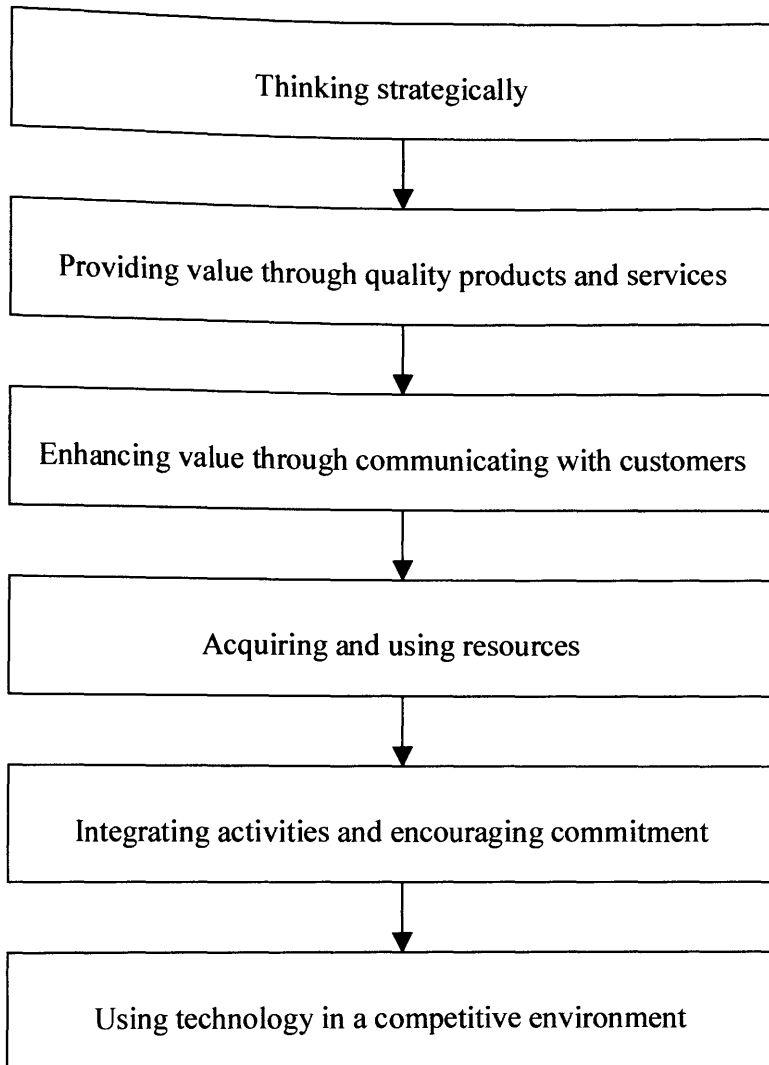 Thinking strategically
Providing value through quality products and services
Enhancing value through communicating with customers
Acquiring and using resources
Integrating activities and encouraging commitment
Using technology in a competitive environment